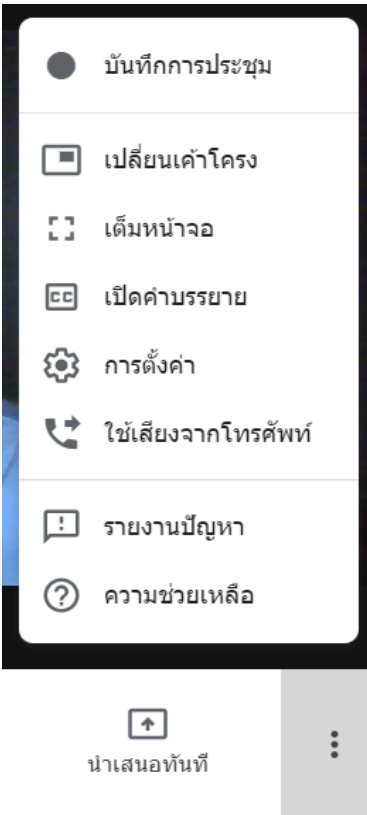 บันทึกการประชุม
เปลี่ยนเค้าโครง
เต็มหน้าจอ
CC เปิดคำบรรยาย
การตั้งค่า
ใช้เสียงจากโทรศัพท์
รายงานปัญหา
ความช่วยเหลือ
นำเสนอทันที